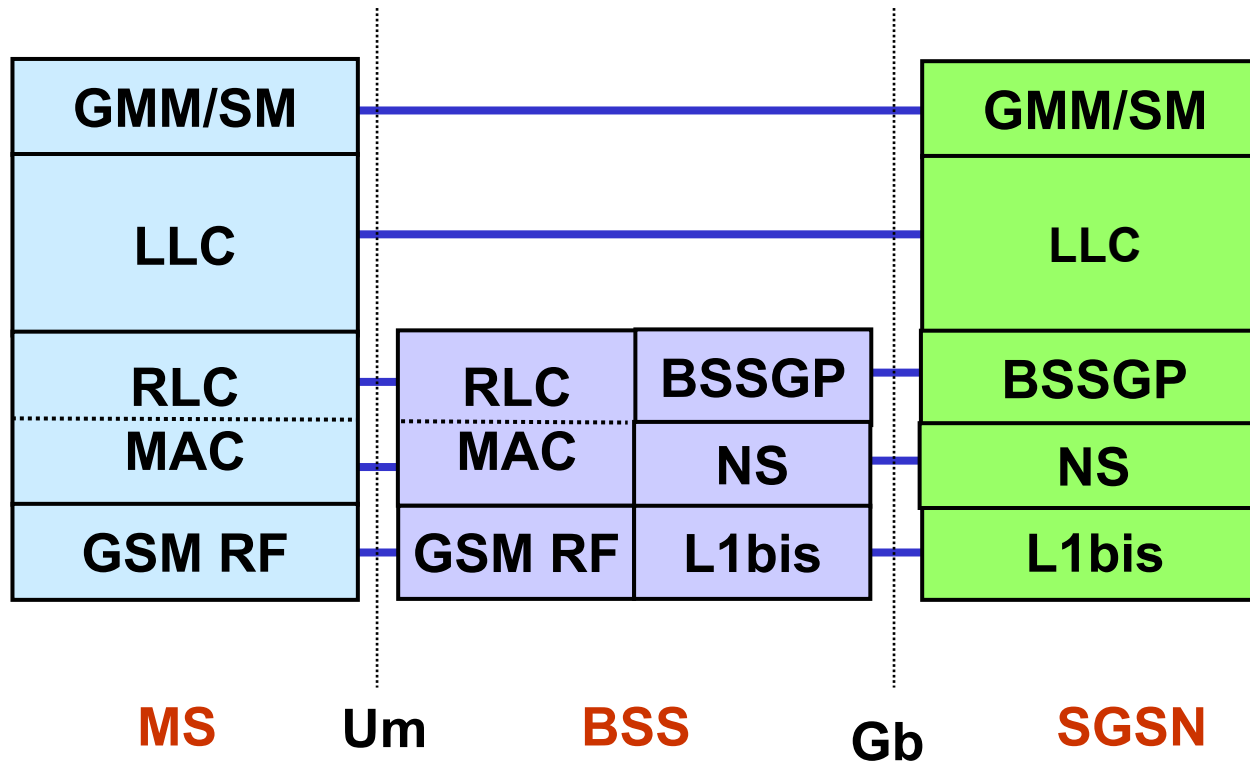 GMM/SM
GMM/SM
LLC
LLC
RLC
RLC
BSSGP
BSSGP
MAC
MAC
NS
NS
GSM RF
GSM RF
L1bis
L1bis
MS
Um
BSS
Gb
SGSN